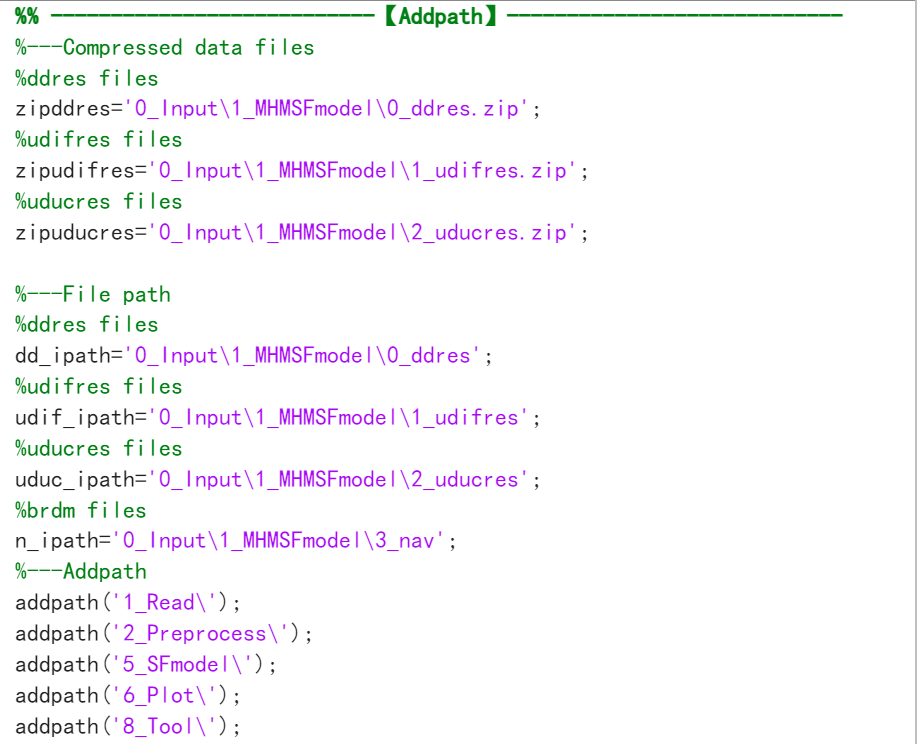 %% --------------------------- 【Addpath】 ----------------------------
%---Compressed data files
%ddres files
zipddres='0_Input\1_MHMSFmodel\0_ddres.zip';
%udifres files
zipudifres='0_Input\1_MHMSFmodel\1_udifres.zip';
%uducres files
zipuducres='0_Input\1_MHMSFmodel\2_uducres.zip';

%---File path
%ddres files
dd_ipath='0_Input\1_MHMSFmodel\0_ddres';
%udifres files
udif_ipath='0_Input\1_MHMSFmodel\1_udifres';
%uducres files
uduc_ipath='0_Input\1_MHMSFmodel\2_uducres';
%brdm files
n_ipath='0_Input\1_MHMSFmodel\3_nav';
%---Addpath
addpath('1_Read\');
addpath('2_Preprocess\');
addpath('5_SFmodel\');
addpath('6_Plot\');
addpath('8_Tool\');